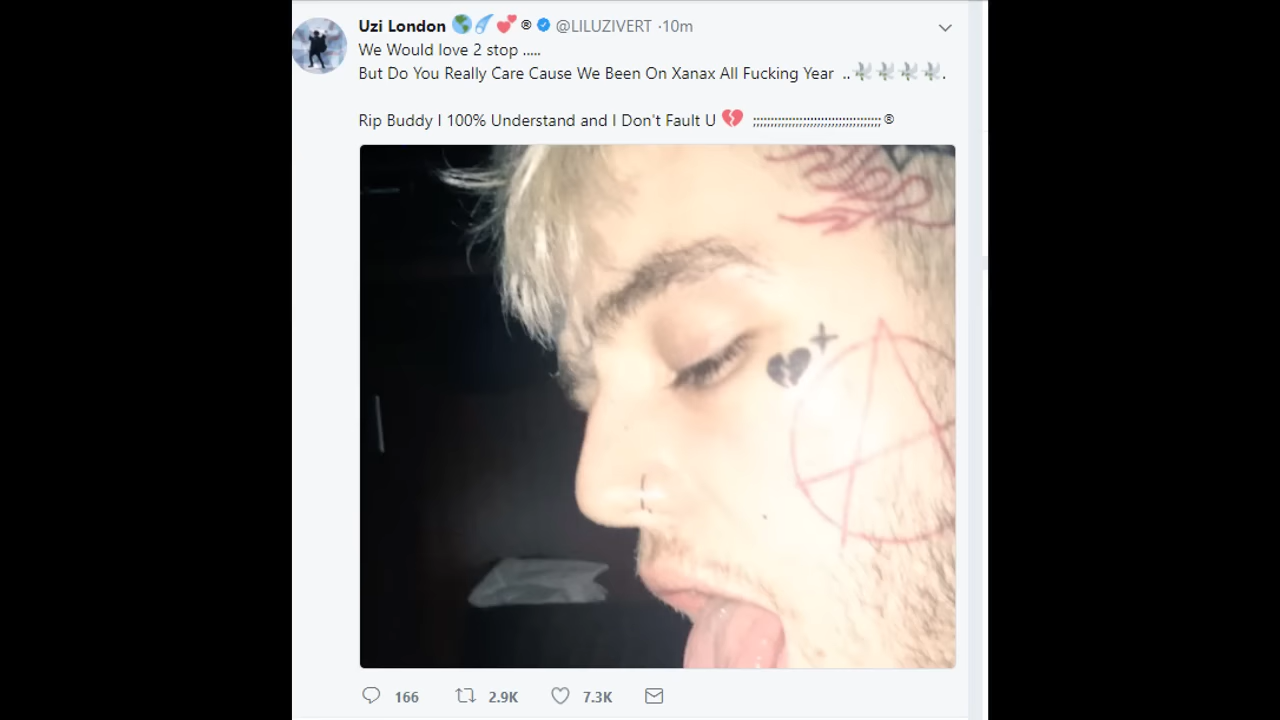 Uzi London 🌎☄️💕® @LILUZIVERT ·10m
We Would love 2 stop .....
But Do You Really Care Cause We Been On Xanax All Fucking Year ..🕊🕊🕊🕊.
Rip Buddy I 100% Understand and I Don't Fault U 💔 ;;;;;;;;;;;;;;;;;;;;;;;;;;;;;;;;;;;;®
166 2.9K 7.3K